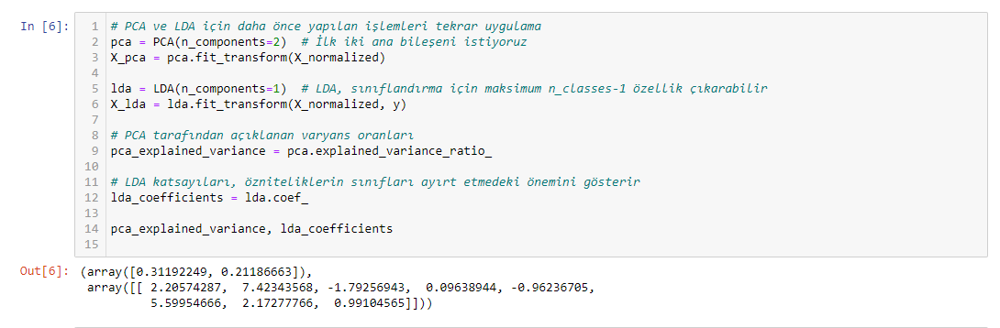 In [6]:
1 # PCA ve LDA için daha önce yapılan işlemleri tekrar uygulama
2 pca = PCA(n_components=2)  # İlk iki ana bileşeni istiyoruz
3 X_pca = pca.fit_transform(X_normalized)
4
5 lda = LDA(n_components=1)  # LDA, sınıflandırma için maksimum n_classes-1 özellik çıkarabilir
6 X_lda = lda.fit_transform(X_normalized, y)
7
8 # PCA tarafından açıklanan varyans oranları
9 pca_explained_variance = pca.explained_variance_ratio_
10
11 # LDA katsayıları, özniteliklerin sınıfları ayırt etmedeki önemini gösterir
12 lda_coefficients = lda.coef_
13
14 pca_explained_variance, lda_coefficients
15
Out[6]: (array([0.31192249, 0.21186663]),
array([[ 2.20574287,  7.42343568, -1.79256943,  0.09638944, -0.96236705,
5.59954666,  2.17277766,  0.99104565]]))